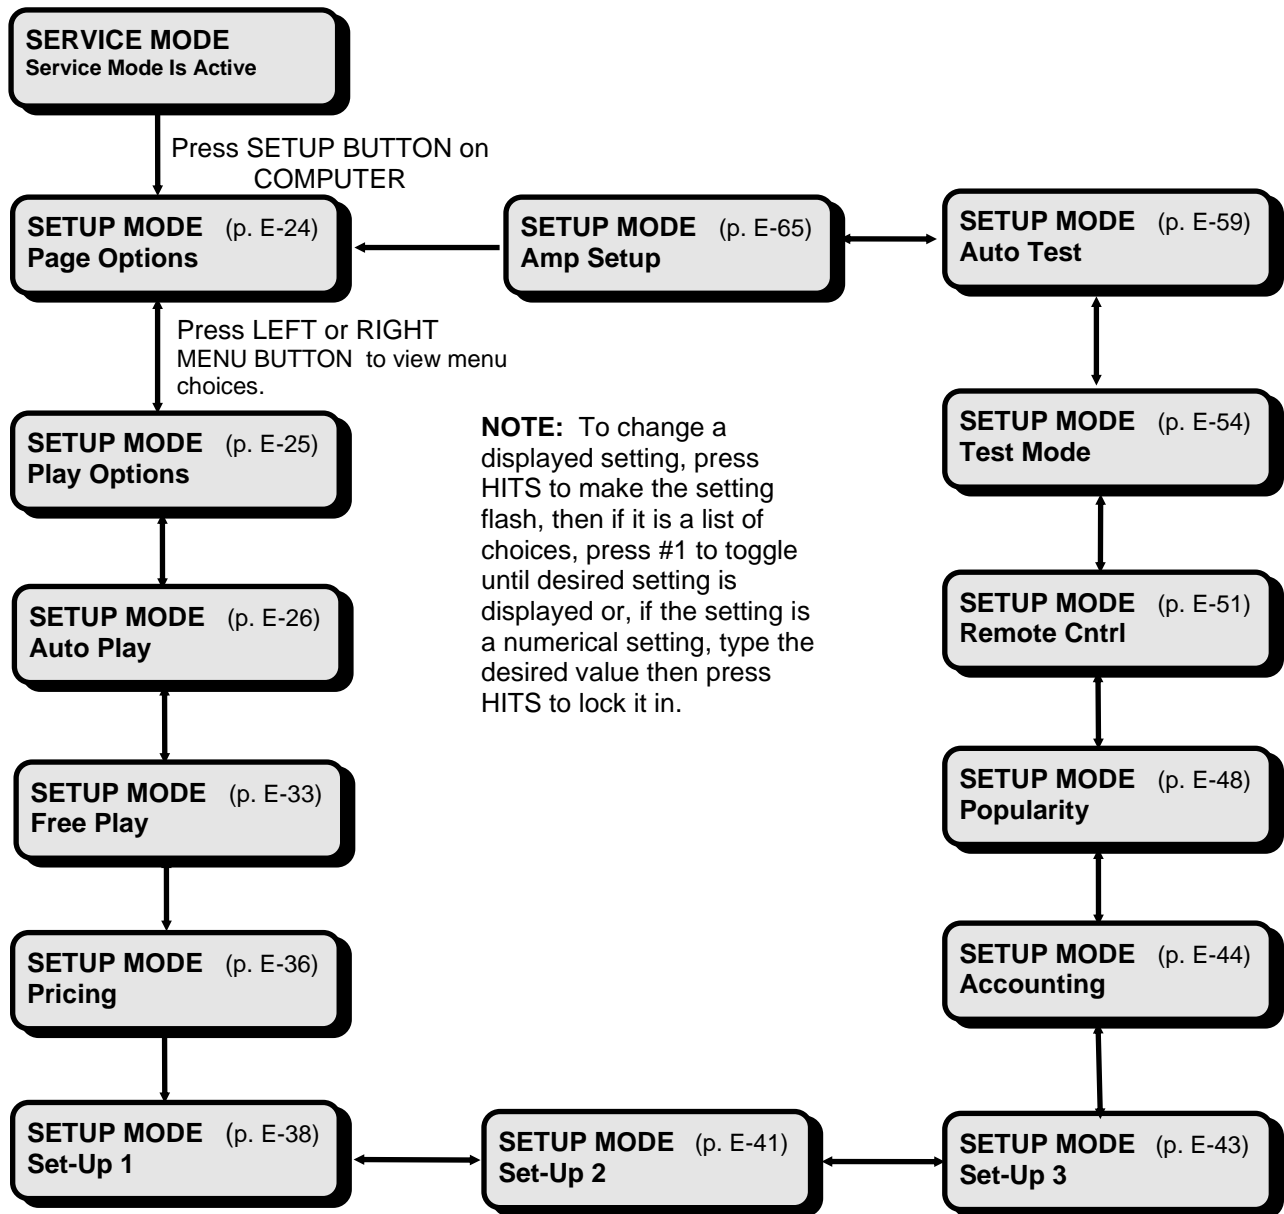 SERVICE MODE
Service Mode Is Active
Press SETUP BUTTON on
COMPUTER
SETUP MODE (p. E-24)
Page Options
SETUP MODE (p. E-65)
Amp Setup
SETUP MODE (p. E-59)
Auto Test
Press LEFT or RIGHT
MENU BUTTON to view menu
choices.
SETUP MODE (p. E-25)
Play Options
NOTE: To change a
displayed setting, press
HITS to make the setting
flash, then if it is a list of
choices, press #1 to toggle
until desired setting is
displayed or, if the setting is
a numerical setting, type the
desired value then press
HITS to lock it in.
SETUP MODE (p. E-54)
Test Mode
SETUP MODE (p. E-26)
Auto Play
SETUP MODE (p. E-51)
Remote Cntrl
SETUP MODE (p. E-33)
Free Play
SETUP MODE (p. E-48)
Popularity
SETUP MODE (p. E-36)
Pricing
SETUP MODE (p. E-44)
Accounting
SETUP MODE (p. E-38)
Set-Up 1
SETUP MODE (p. E-41)
Set-Up 2
SETUP MODE (p. E-43)
Set-Up 3